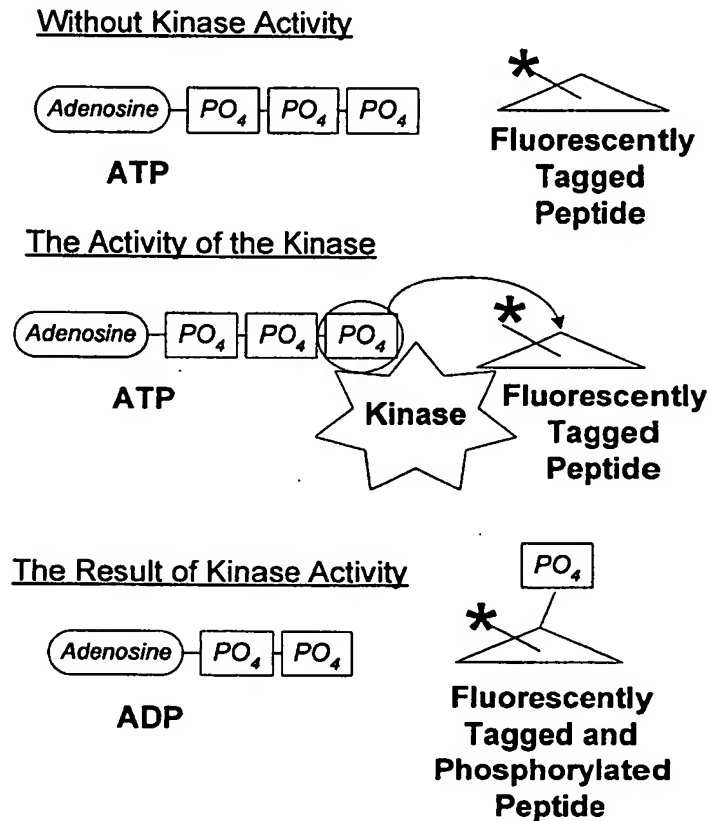 Without Kinase Activity
Adenosine PO4 PO4 PO4
*
ATP
Fluorescently
Tagged
Peptide
The Activity of the Kinase
Adenosine PO4 PO4 PO4
*
ATP
Kinase
Fluorescently
Tagged
Peptide
The Result of Kinase Activity
PO4
*
Adenosine PO4 PO4
ADP
Fluorescently
Tagged and
Phosphorylated
Peptide